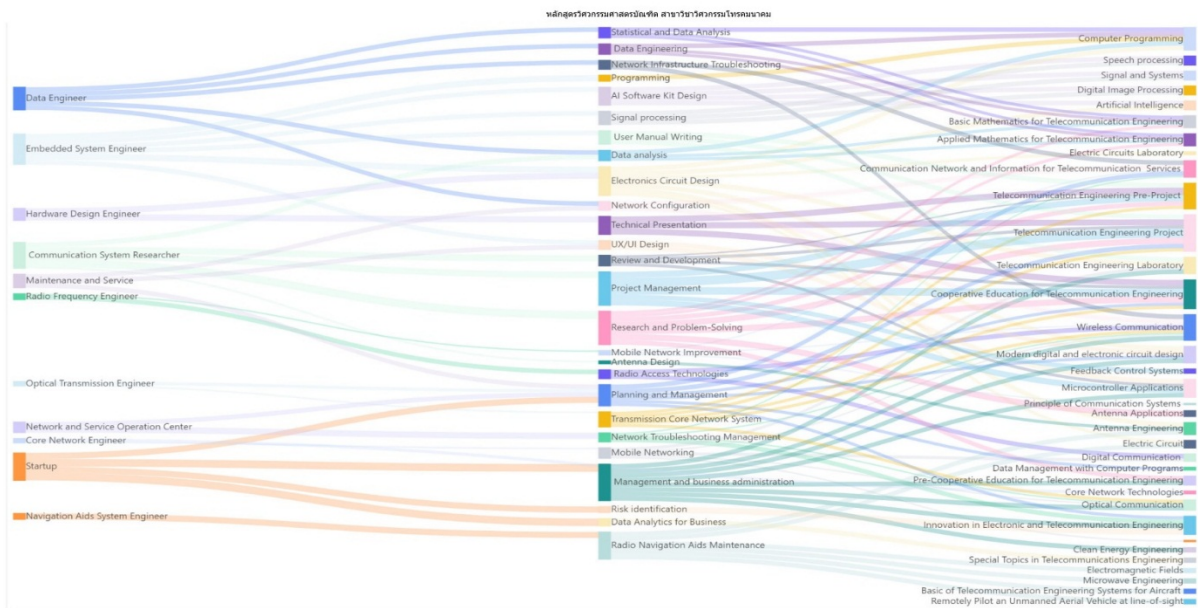 หลักสูตรวิศวกรรมศาสตรบัณฑิต สาขาวิชาวิศวกรรมโทรคมนาคม
Data Engineer
Embedded System Engineer
Hardware Design Engineer
Communication System Researcher
Maintenance and Service
Radio Frequency Engineer
Optical Transmission Engineer
Network and Service Operation Center
Core Network Engineer
Startup
Navigation Aids System Engineer
Statistical and Data Analysis
Data Engineering
Network Infrastructure Troubleshooting
Programming
AI Software Kit Design
Signal processing
User Manual Writing
Data analysis
Electronics Circuit Design
Network Configuration
Technical Presentation
UX/UI Design
Review and Development
Project Management
Research and Problem-Solving
Mobile Network Improvement
Antenna Design
Radio Access Technologies
Planning and Management
Transmission Core Network System
Network Troubleshooting Management
Mobile Networking
Management and business administration
Risk identification
Data Analytics for Business
Radio Navigation Aids Maintenance
Computer Programming
Speech processing
Signal and Systems
Digital Image Processing
Artificial Intelligence
Basic Mathematics for Telecommunication Engineering
Applied Mathematics for Telecommunication Engineering
Electric Circuits Laboratory
Communication Network and Information for Telecommunication Services
Telecommunication Engineering Pre-Project
Telecommunication Engineering Project
Telecommunication Engineering Laboratory
Cooperative Education for Telecommunication Engineering
Wireless Communication
Modern digital and electronic circuit design
Feedback Control Systems
Microcontroller Applications
Principle of Communication Systems
Antenna Applications
Antenna Engineering
Electric Circuit
Digital Communication
Data Management with Computer Programs
Pre-Cooperative Education for Telecommunication Engineering
Core Network Technologies
Optical Communication
Innovation in Electronic and Telecommunication Engineering
Clean Energy Engineering
Special Topics in Telecommunications Engineering
Electromagnetic Fields
Microwave Engineering
Basic of Telecommunication Engineering Systems for Aircraft
Remotely Pilot an Unmanned Aerial Vehicle at line-of-sight